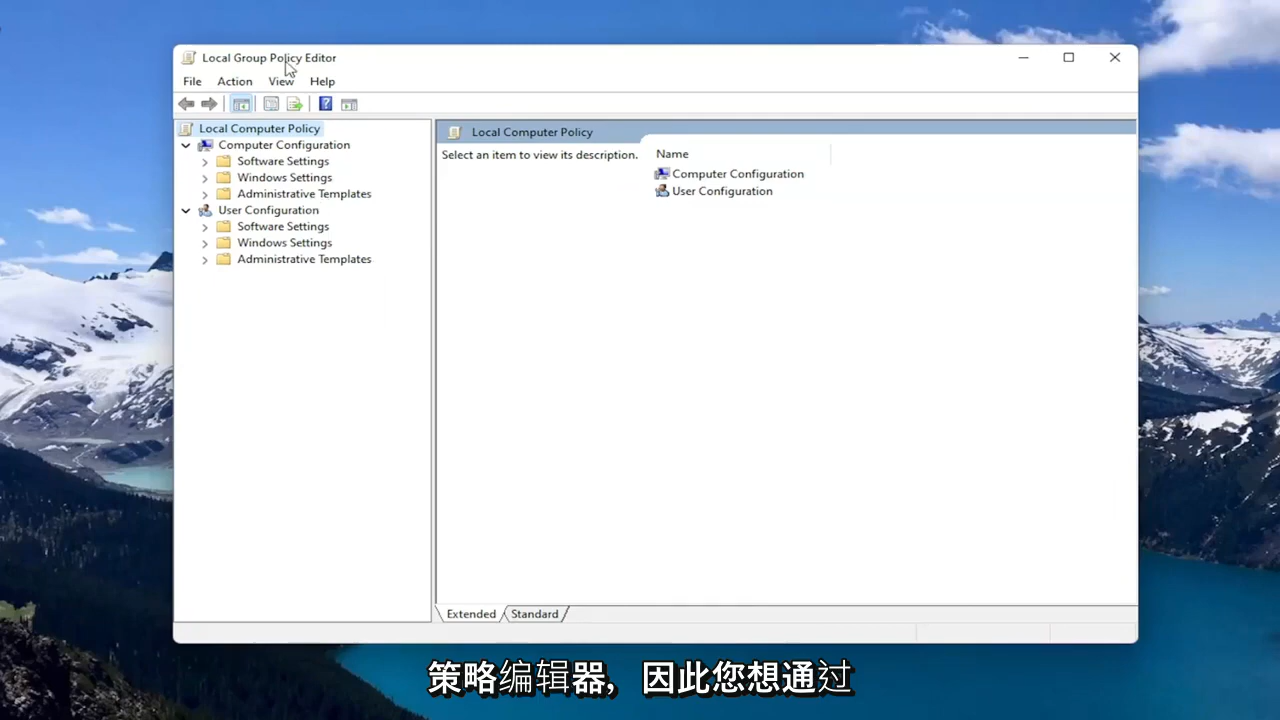 Local Group Policy Editor
File Action View Help
Local Computer Policy
Computer Configuration
Software Settings
Windows Settings
Administrative Templates
User Configuration
Software Settings
Windows Settings
Administrative Templates
Local Computer Policy
Select an item to view its description.
Name
Computer Configuration
User Configuration
Extended Standard
策略编辑器，因此您想通过